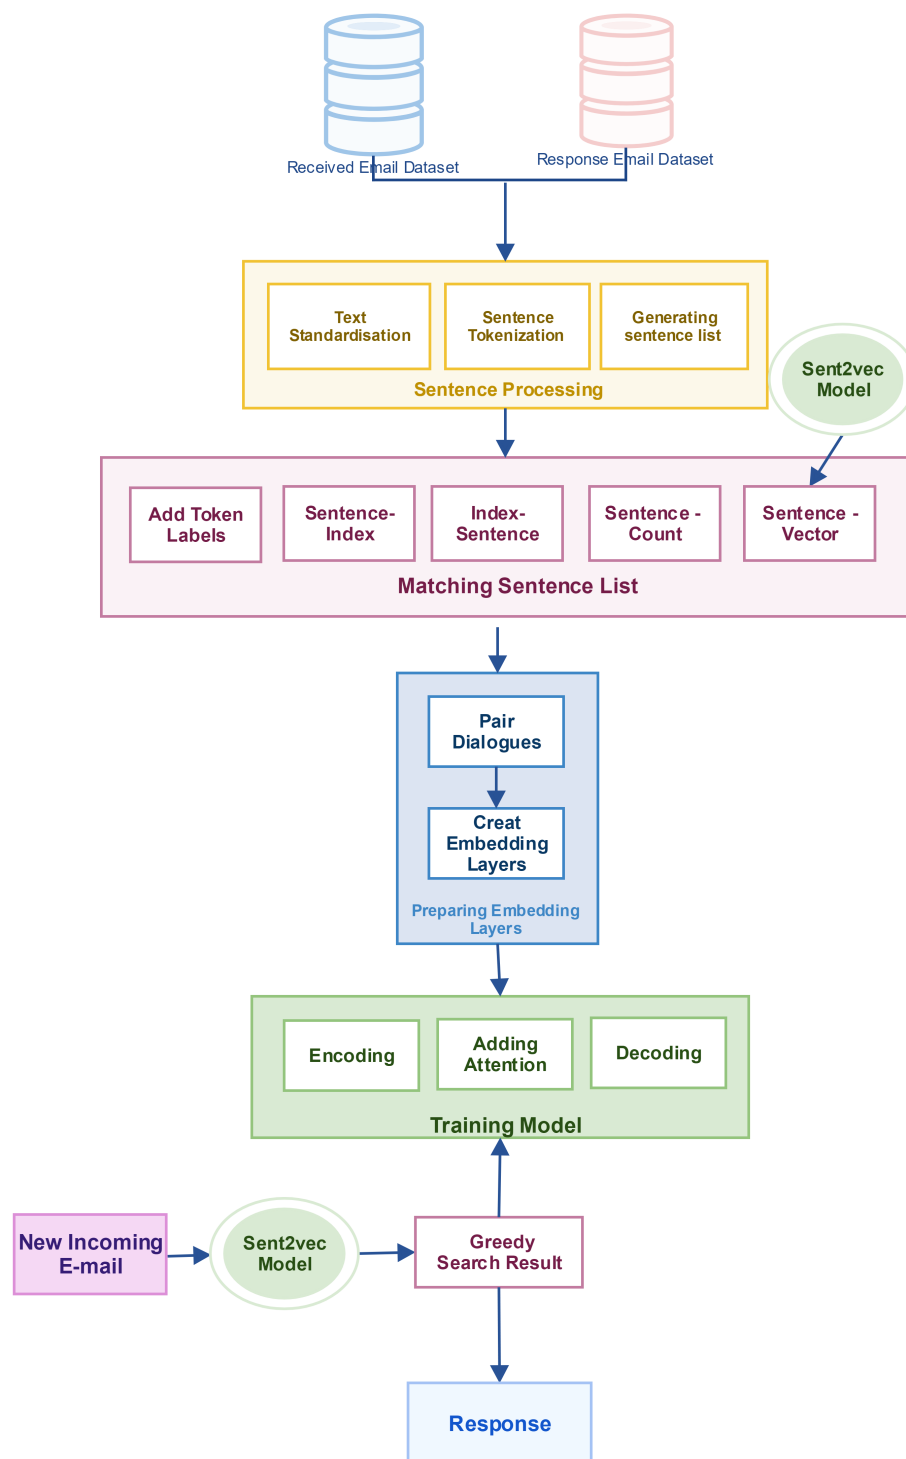 Received Email Dataset
Response Email Dataset
Text
Standardisation
Sentence
Tokenization
Generating
sentence list
Sentence Processing
Sent2vec
Model
Add Token
Labels
Sentence-
Index
Index-
Sentence
Sentence -
Count
Sentence -
Vector
Matching Sentence List
Pair
Dialogues
Creat
Embedding
Layers
Preparing Embedding
Layers
Encoding
Adding
Attention
Decoding
Training Model
New Incoming
E-mail
Sent2vec
Model
Greedy
Search Result
Response